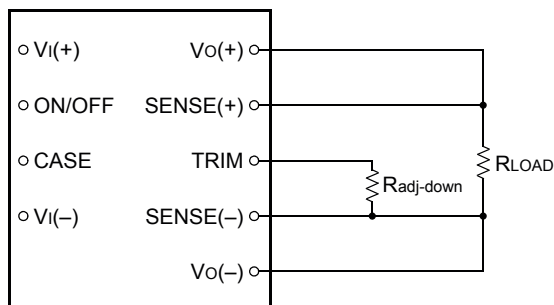 VI(+)
VO(+)
ON/OFF
SENSE(+)
CASE
TRIM
RLOAD
Radj-down
VI(–)
SENSE(–)
VO(–)